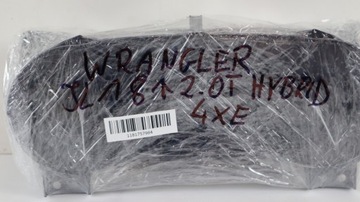 WRANGLER
JL 18↑ 2.0T HYBRID
4XE